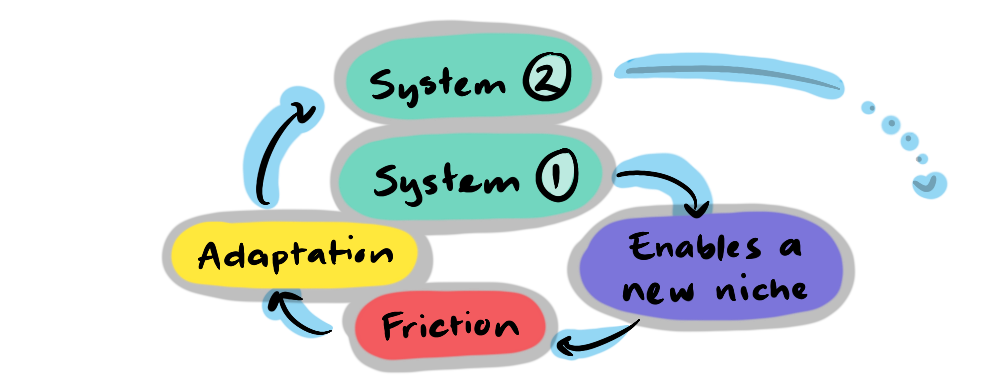 System 2
System 1
Adaptation
Enables a
new niche
Friction